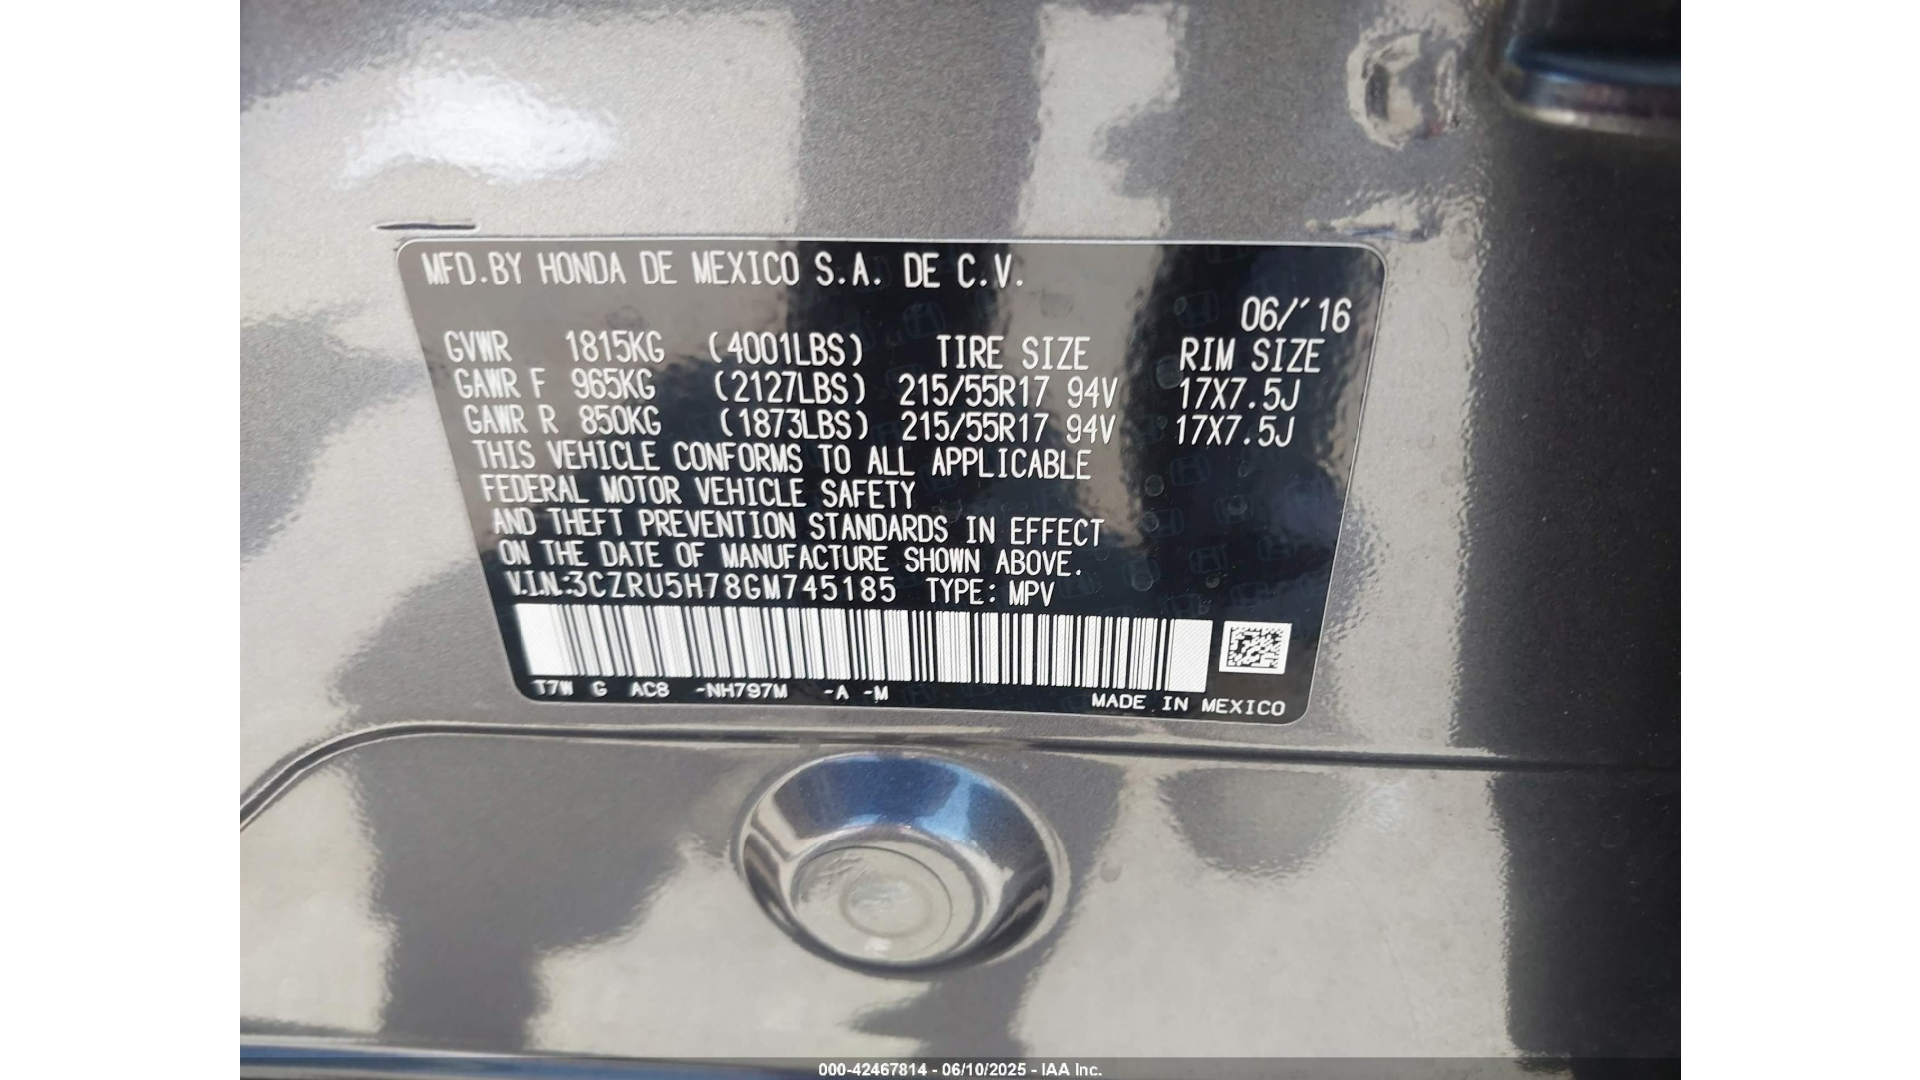 MFD.BY HONDA DE MEXICO S.A. DE C.V.
06/'16
GVWR 1815KG (4001LBS) TIRE SIZE RIM SIZE
GAWR F 965KG (2127LBS) 215/55R17 94V 17X7.5J
GAWR R 850KG (1873LBS) 215/55R17 94V 17X7.5J
THIS VEHICLE CONFORMS TO ALL APPLICABLE
FEDERAL MOTOR VEHICLE SAFETY
AND THEFT PREVENTION STANDARDS IN EFFECT
ON THE DATE OF MANUFACTURE SHOWN ABOVE.
V.I.N.:3CZRU5H78GM745185 TYPE: MPV
T7W G AC8 -NH797M -A -M
MADE IN MEXICO
000-42467814 - 06/10/2025 - IAA Inc.